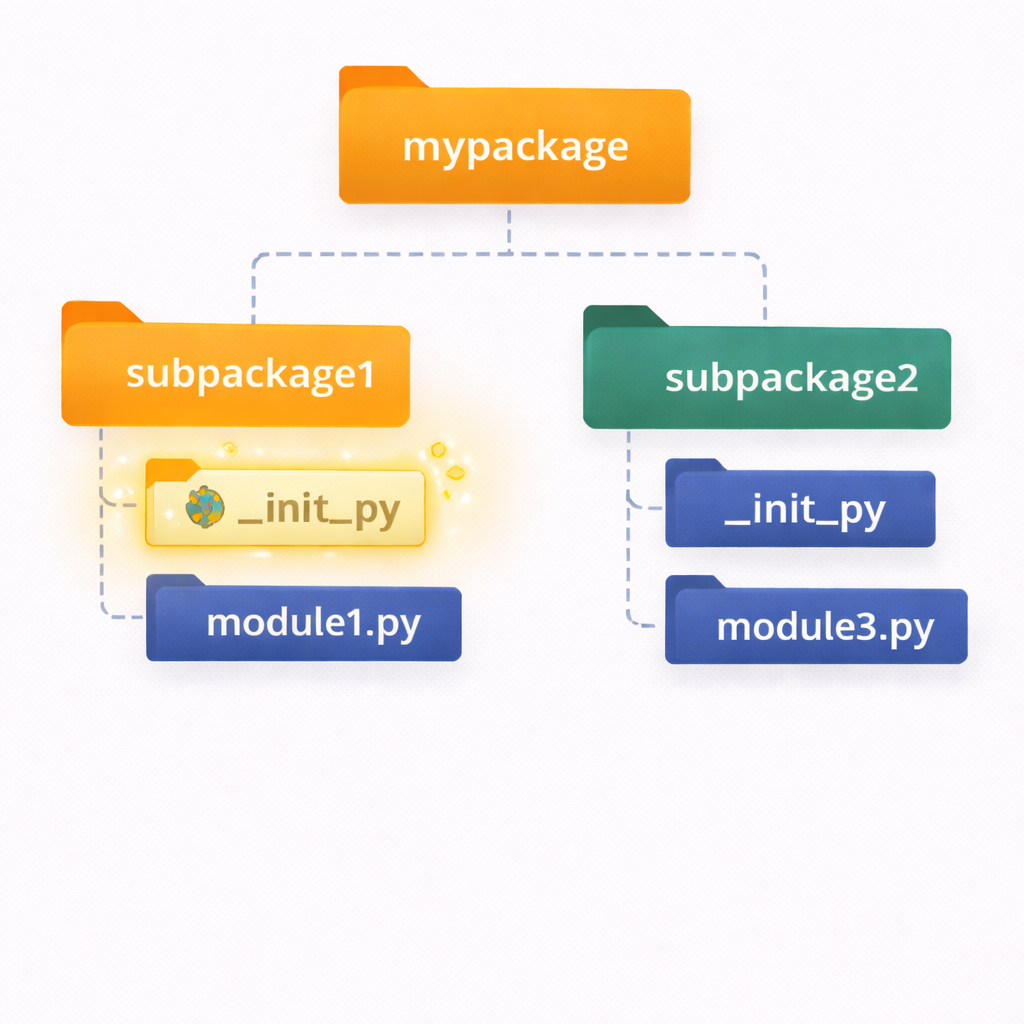 mypackage
subpackage1
_init_py
module1.py
subpackage2
_init_py
module3.py